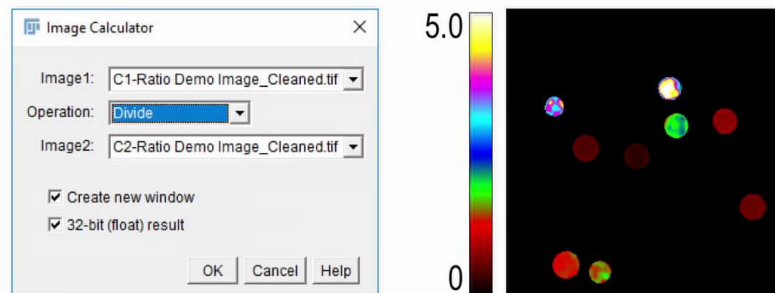 Image Calculator
Image1: C1-Ratio Demo Image_Cleaned.tif
Operation: Divide
Image2: C2-Ratio Demo Image_Cleaned.tif
Create new window
32-bit (float) result
OK Cancel Help
5.0
0